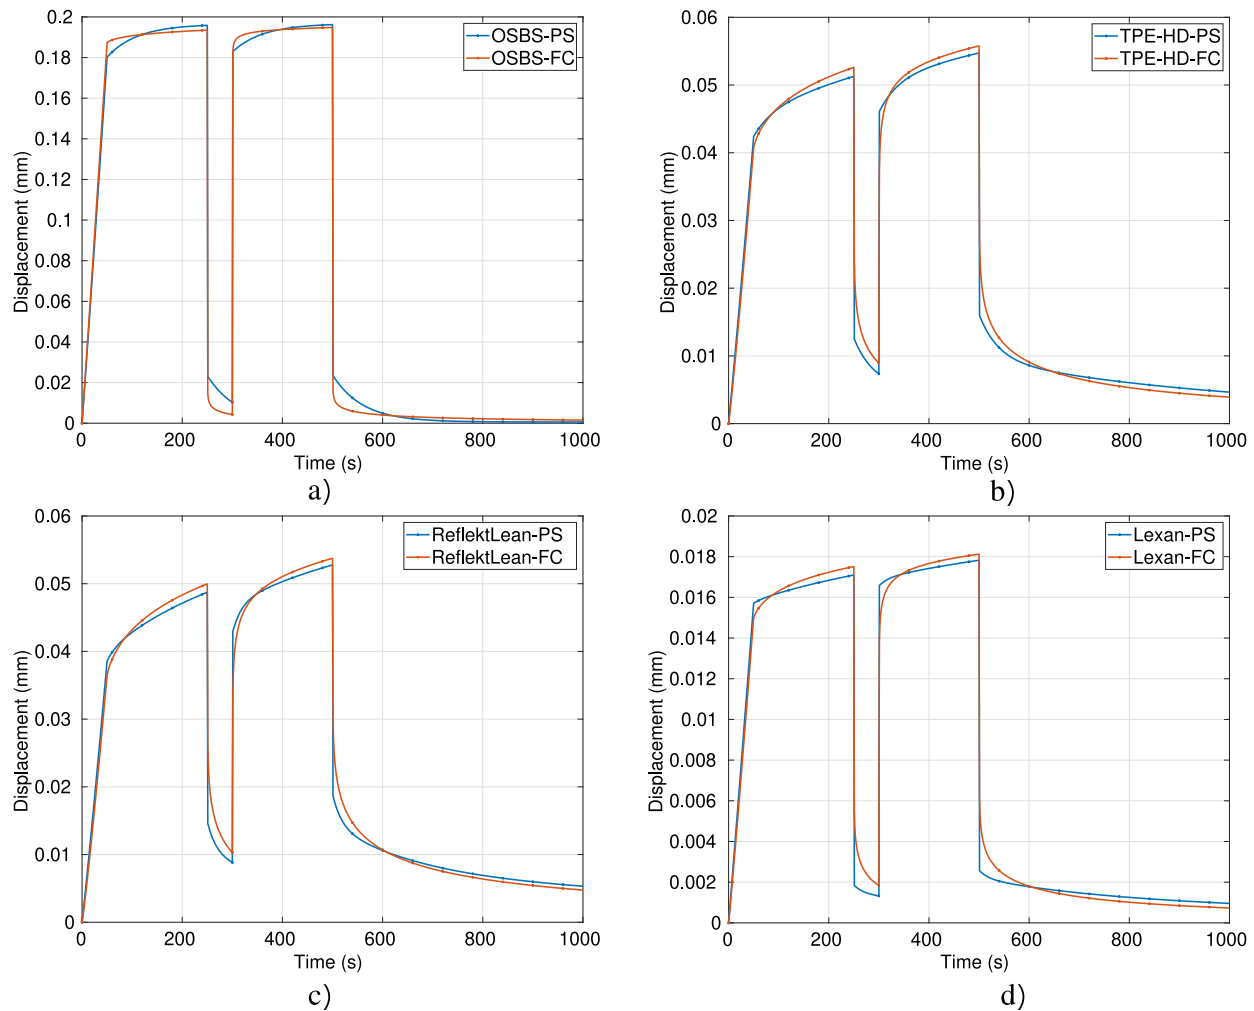 0.2
0.18
0.16
0.14
0.12
0.1
0.08
0.06
0.04
0.02
0
Displacement (mm)
OSBS-PS
OSBS-FC
0 200 400 600 800 1000
Time (s)
a)
0.06
0.05
0.04
0.03
0.02
0.01
0
Displacement (mm)
TPE-HD-PS
TPE-HD-FC
0 200 400 600 800 1000
Time (s)
b)
0.06
0.05
0.04
0.03
0.02
0.01
0
Displacement (mm)
ReflektLean-PS
ReflektLean-FC
0 200 400 600 800 1000
Time (s)
c)
0.02
0.018
0.016
0.014
0.012
0.01
0.008
0.006
0.004
0.002
0
Displacement (mm)
Lexan-PS
Lexan-FC
0 200 400 600 800 1000
Time (s)
d)